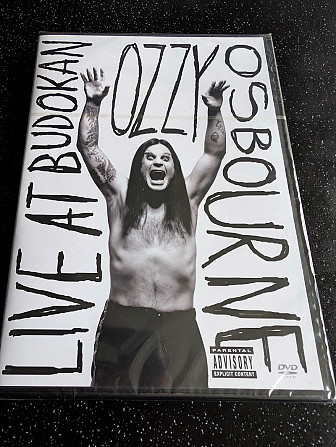 LIVE AT BUDOKAN
OZZY
OSBOURNE
PARENTAL
ADVISORY
EXPLICIT CONTENT
DVD